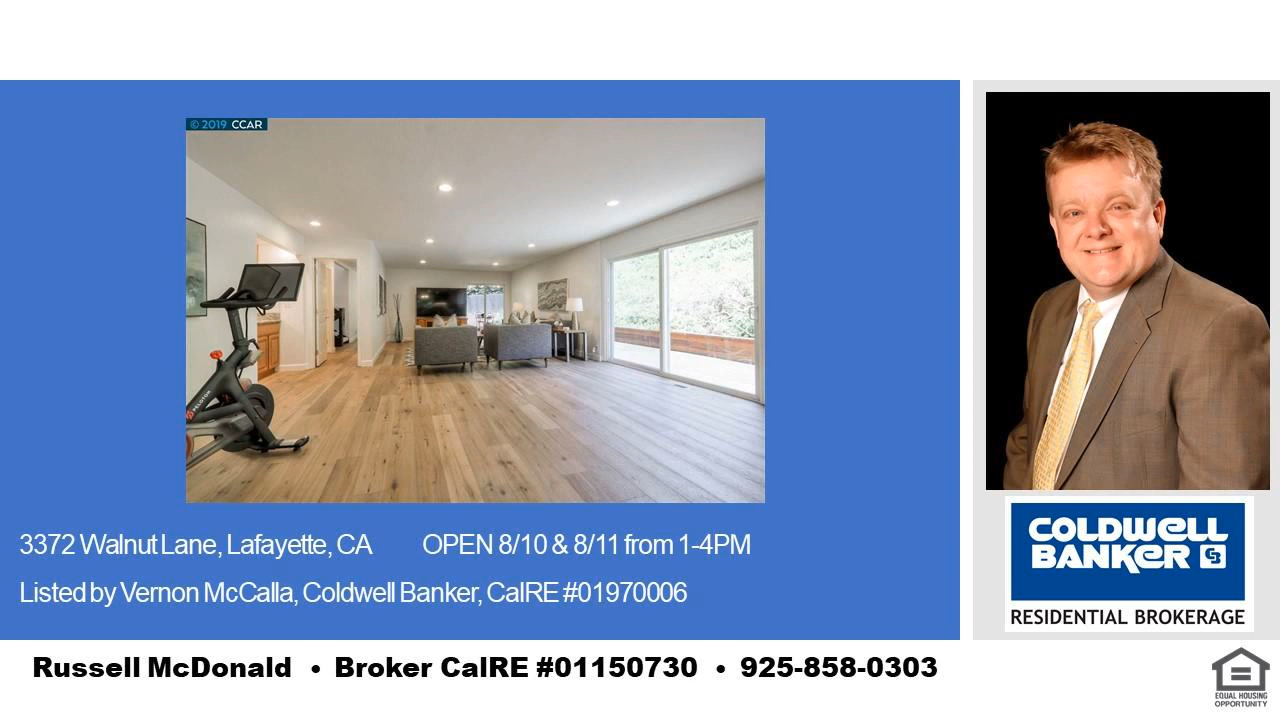 © 2019 CCAR
PELOTON
3372 Walnut Lane, Lafayette, CA OPEN 8/10 & 8/11 from 1-4PM
Listed by Vernon McCalla, Coldwell Banker, CalRE #01970006
COLDWELL
BANKER CB
RESIDENTIAL BROKERAGE
Russell McDonald • Broker CalRE #01150730 • 925-858-0303
EQUAL HOUSING
OPPORTUNITY